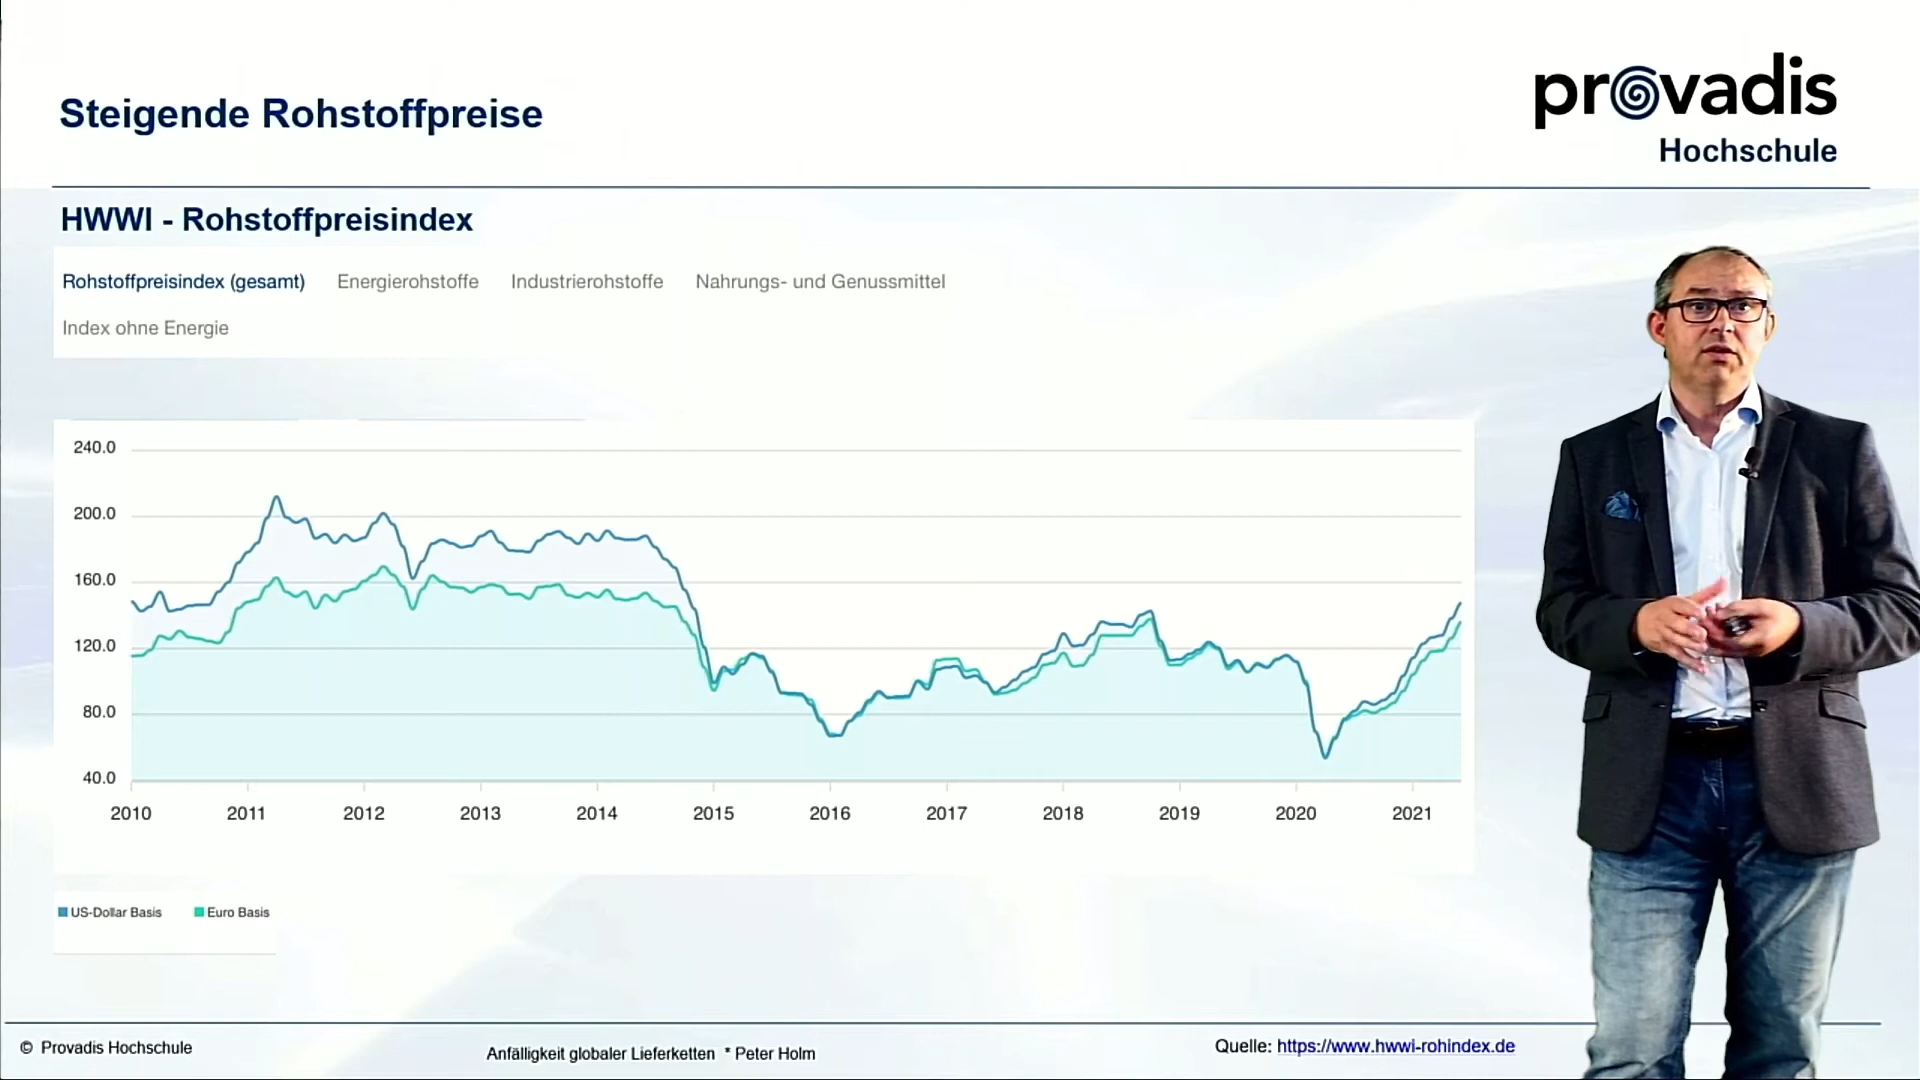 Steigende Rohstoffpreise
provadis
Hochschule
HWWI - Rohstoffpreisindex
Rohstoffpreisindex (gesamt) Energierohstoffe Industrierohstoffe Nahrungs- und Genussmittel
Index ohne Energie
240.0
200.0
160.0
120.0
80.0
40.0
2010 2011 2012 2013 2014 2015 2016 2017 2018 2019 2020 2021
US-Dollar Basis Euro Basis
© Provadis Hochschule
Anfälligkeit globaler Lieferketten * Peter Holm
Quelle: https://www.hwwi-rohindex.de